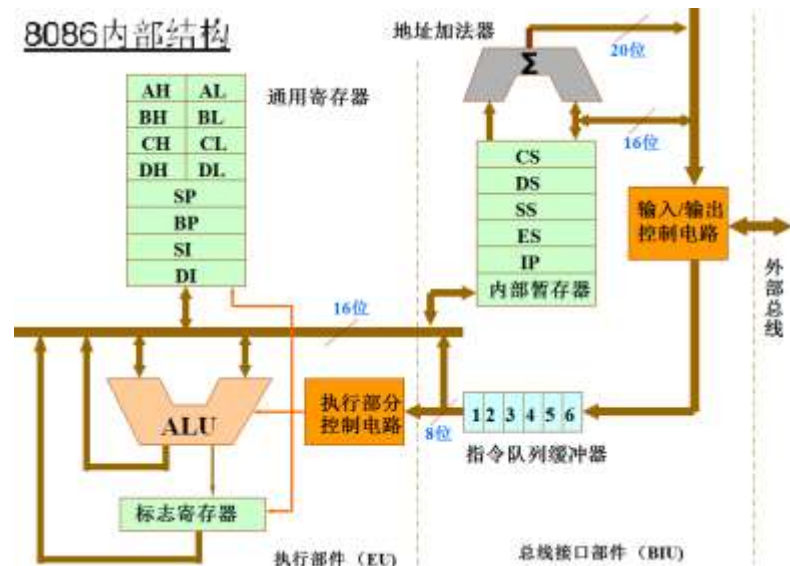 8086内部结构
地址加法器
20位
Σ
AH AL
BH BL
CH CL
DH DL
SP
BP
SI
DI
通用寄存器
16位
CS
DS
SS
ES
IP
内部暂存器
输入/输出
控制电路
外部总线
16位
ALU
执行部分
控制电路
8位
1 2 3 4 5 6
指令队列缓冲器
标志寄存器
执行部件（EU)
总线接口部件（BIU)